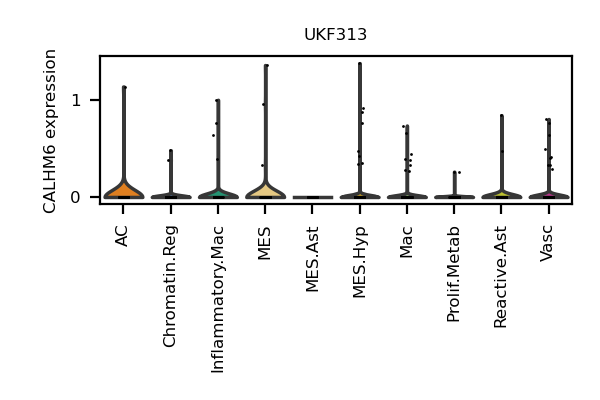 UKF313
CALHM6 expression
1
0
AC
Chromatin.Reg
Inflammatory.Mac
MES
MES.Ast
MES.Hyp
Mac
Prolif.Metab
Reactive.Ast
Vasc